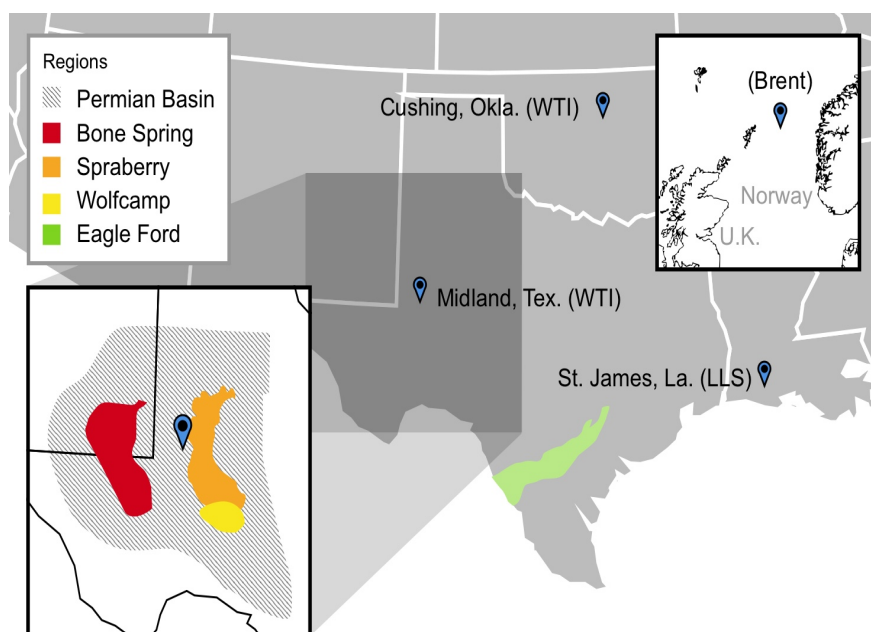 Regions
Permian Basin
Bone Spring
Spraberry
Wolfcamp
Eagle Ford
Cushing, Okla. (WTI)
(Brent)
Norway
U.K.
Midland, Tex. (WTI)
St. James, La. (LLS)